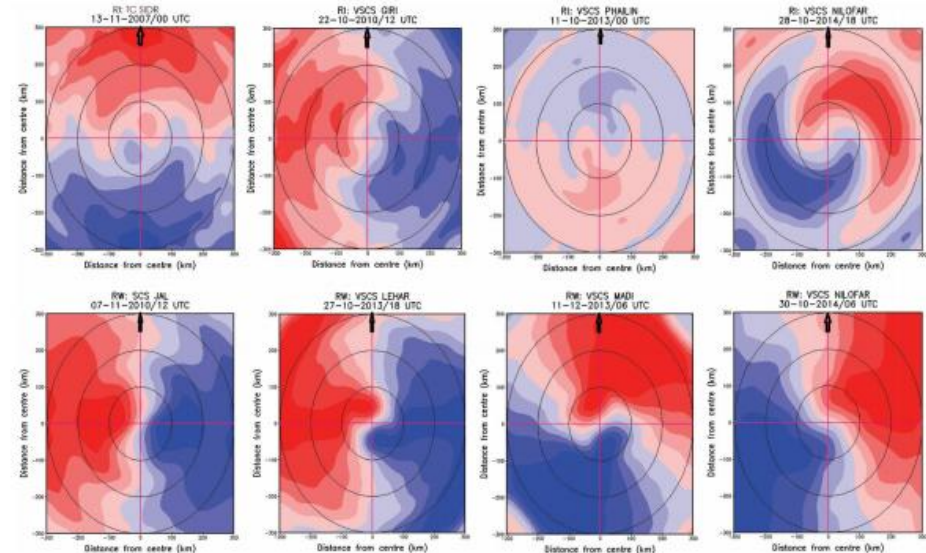 RI: TC SIDR
13-11-2007/00 UTC
RI: VSCS GIRI
22-10-2010/12 UTC
RI: VSCS PHAILIN
11-10-2013/00 UTC
RI: VSCS NILOFAR
28-10-2014/18 UTC
Distance from centre (km)
Distance from centre (km)
Distance from centre (km)
Distance from centre (km)
Distance from centre (km)
Distance from centre (km)
Distance from centre (km)
Distance from centre (km)
RW: SCS JAL
07-11-2010/12 UTC
RW: VSCS LEHAR
27-10-2013/18 UTC
RW: VSCS MADI
11-12-2013/06 UTC
RW: VSCS NILOFAR
30-10-2014/06 UTC
Distance from centre (km)
Distance from centre (km)
Distance from centre (km)
Distance from centre (km)
Distance from centre (km)
Distance from centre (km)
Distance from centre (km)
Distance from centre (km)